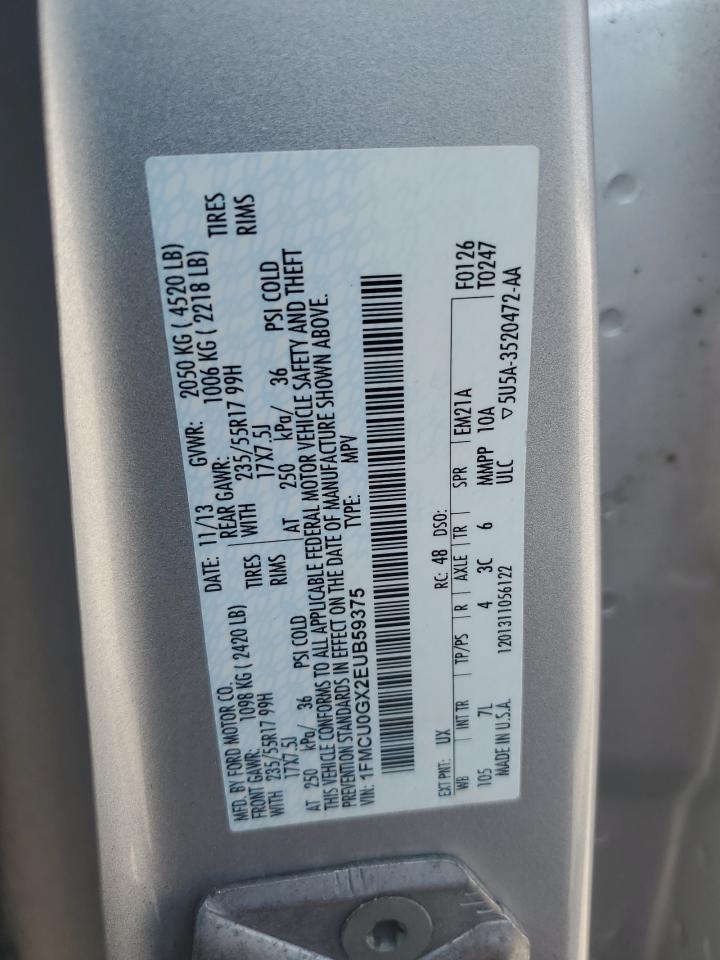 MFD. BY FORD MOTOR CO.
DATE: 11/13 GVWR: 2050 KG ( 4520 LB)
FRONT GAWR: 1098 KG ( 2420 LB) REAR GAWR: 1006 KG ( 2218 LB)
WITH 235/55R17 99H TIRES WITH 235/55R17 99H TIRES
17X7.5J RIMS 17X7.5J RIMS
AT 250 kPa/ 36 PSI COLD AT 250 kPa/ 36 PSI COLD
THIS VEHICLE CONFORMS TO ALL APPLICABLE FEDERAL MOTOR VEHICLE SAFETY AND THEFT
PREVENTION STANDARDS IN EFFECT ON THE DATE OF MANUFACTURE SHOWN ABOVE.
VIN: 1FMCU0GX2EUB59375 TYPE: MPV
EXT PNT: UX RC: 48 DSO:
WB INT TR TP/PS R AXLE TR SPR EM21A F0126
105 7L 4 3C 6 MMPP 10A T0247
MADE IN U.S.A. 1201311056122 ULC ▽5U5A-3520472-AA